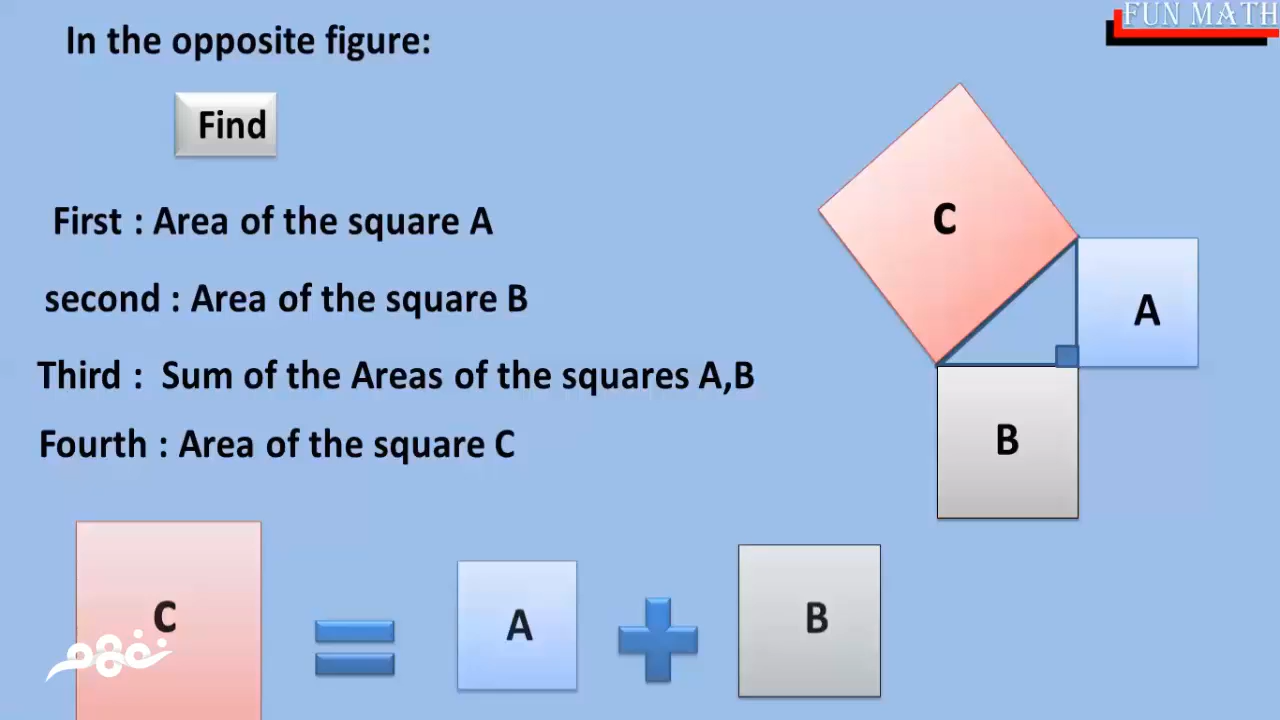 FUN MATH
In the opposite figure:
Find
First : Area of the square A
second : Area of the square B
Third : Sum of the Areas of the squares A,B
Fourth : Area of the square C
C
A
B
C
A
B
نفهم